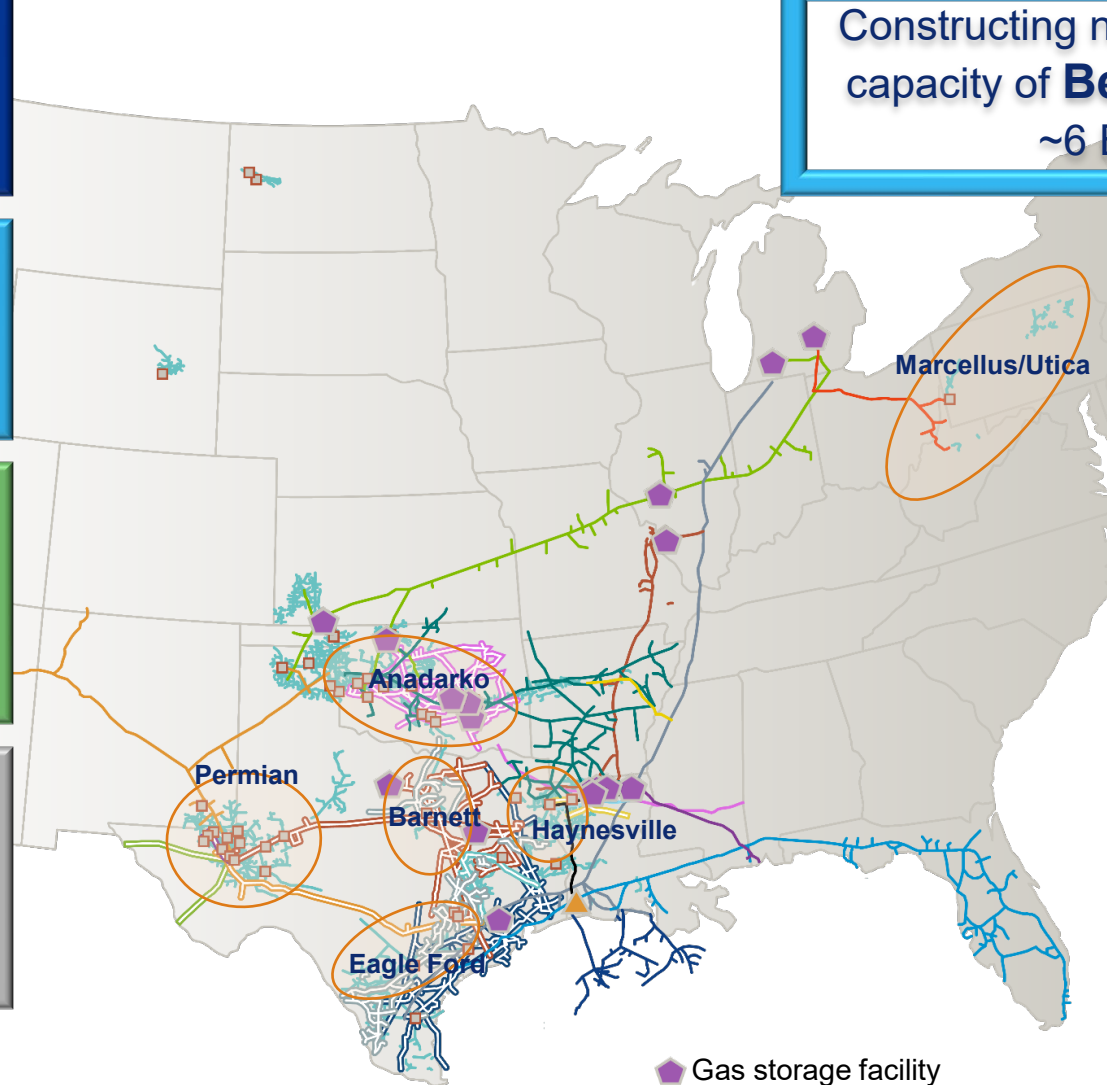 Constructing
capacity of
~6
Marcellus/Utica
Anadarko
Permian
Barnett
Haynesville
Eagle Ford
Gas storage facility